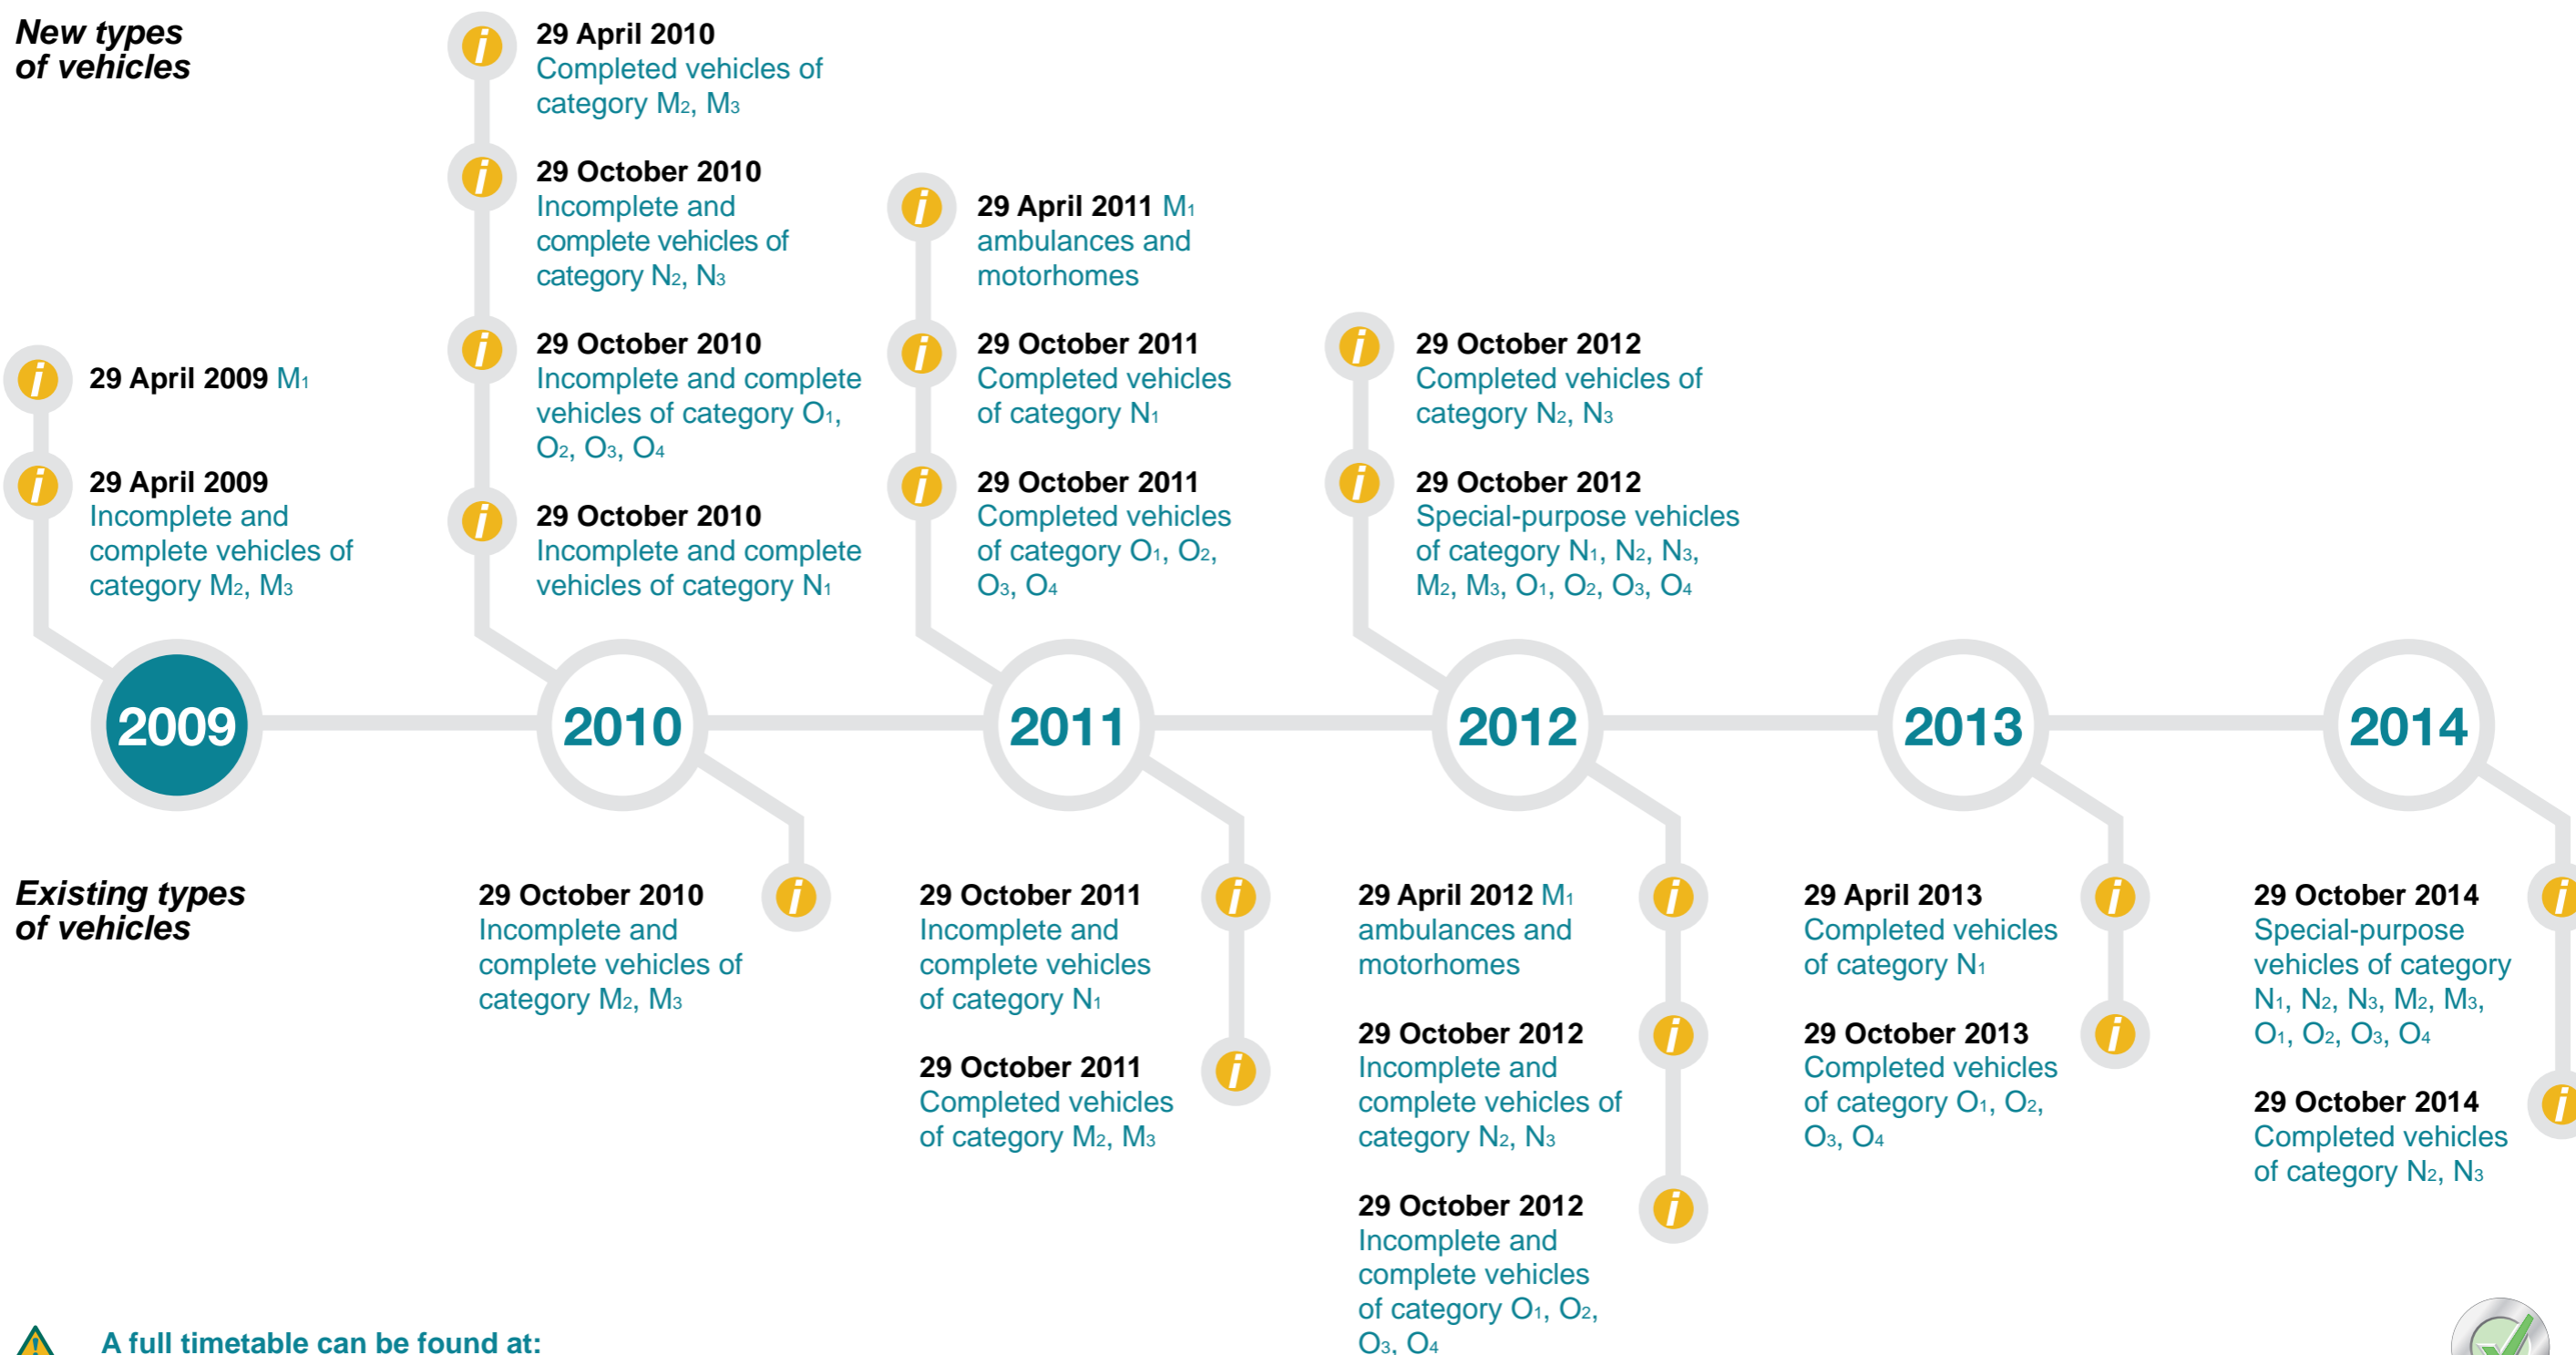 New types
of vehicles
29 April 2009 M₁
29 April 2009
Incomplete and
complete vehicles of
category M₂, M₃
29 April 2010
Completed vehicles of
category M₂, M₃
29 October 2010
Incomplete and
complete vehicles of
category N₂, N₃
29 October 2010
Incomplete and complete
vehicles of category O₁,
O₂, O₃, O₄
29 October 2010
Incomplete and complete
vehicles of category N₁
29 April 2011 M₁
ambulances and
motorhomes
29 October 2011
Completed vehicles
of category N₁
29 October 2011
Completed vehicles
of category O₁, O₂,
O₃, O₄
29 October 2012
Completed vehicles of
category N₂, N₃
29 October 2012
Special-purpose vehicles
of category N₁, N₂, N₃,
M₂, M₃, O₁, O₂, O₃, O₄
2009
2010
2011
2012
2013
2014
Existing types
of vehicles
29 October 2010
Incomplete and
complete vehicles of
category M₂, M₃
29 October 2011
Incomplete and
complete vehicles
of category N₁
29 October 2011
Completed vehicles
of category M₂, M₃
29 April 2012 M₁
ambulances and
motorhomes
29 October 2012
Incomplete and
complete vehicles of
category N₂, N₃
29 October 2012
Incomplete and
complete vehicles
of category O₁, O₂,
O₃, O₄
29 April 2013
Completed vehicles
of category N₁
29 October 2013
Completed vehicles
of category O₁, O₂,
O₃, O₄
29 October 2014
Special-purpose
vehicles of category
N₁, N₂, N₃, M₂, M₃,
O₁, O₂, O₃, O₄
29 October 2014
Completed vehicles
of category N₂, N₃
A full timetable can be found at: